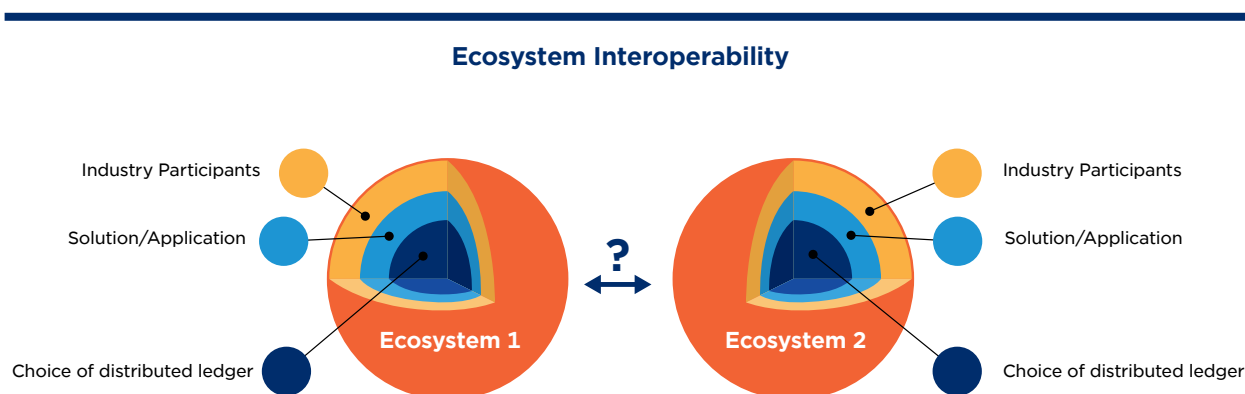 Ecosystem Interoperability
Industry Participants
Solution/Application
Choice of distributed ledger
Ecosystem 1
?
Ecosystem 2
Industry Participants
Solution/Application
Choice of distributed ledger